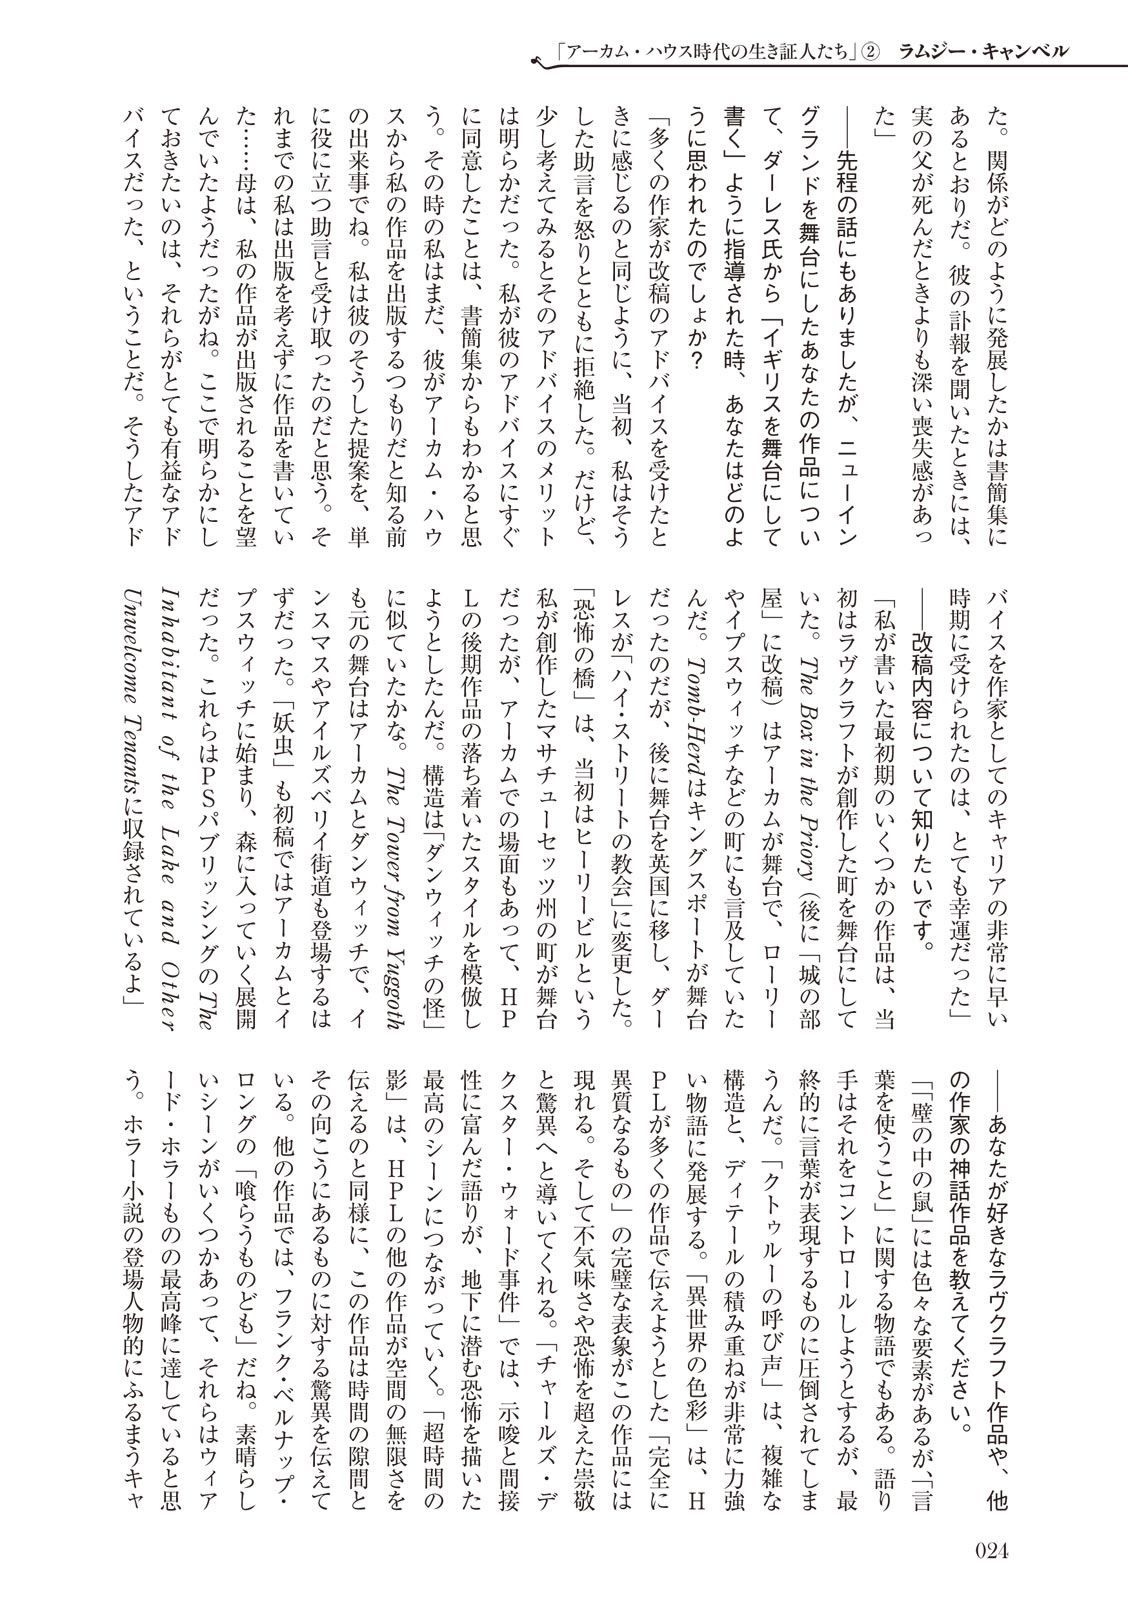 「アーカム・ハウス時代の生き証人たち」② ラムジー・キャンベル
た。関係がどのように発展したかは書簡集に
あるとおりだ。彼の訃報を聞いたときには、
実の父が死んだときよりも深い喪失感があっ
た」
――先程の話にもありましたが、ニューイン
グランドを舞台にしたあなたの作品につい
て、ダーレス氏から「イギリスを舞台にして
書く」ように指導された時、あなたはどのよ
うに思われたのでしょか？
「多くの作家が改稿のアドバイスを受けたと
きに感じるのと同じように、当初、私はそう
した助言を怒りとともに拒絶した。だけど、
少し考えてみるとそのアドバイスのメリット
は明らかだった。私が彼のアドバイスにすぐ
に同意したことは、書簡集からもわかると思
う。その時の私はまだ、彼がアーカム・ハウ
スから私の作品を出版するつもりだと知る前
の出来事でね。私は彼のそうした提案を、単
に役に立つ助言と受け取ったのだと思う。そ
れまでの私は出版を考えずに作品を書いてい
た……母は、私の作品が出版されることを望
んでいたようだったがね。ここで明らかにし
ておきたいのは、それらがとても有益なアド
バイスだった、ということだ。そうしたアド
バイスを作家としてのキャリアの非常に早い
時期に受けられたのは、とても幸運だった」
――改稿内容について知りたいです。
「私が書いた最初期のいくつかの作品は、当
初はラヴクラフトが創作した町を舞台にして
いた。The Box in the Priory（後に「城の部
屋」に改稿）はアーカムが舞台で、ローリー
やイプスウィッチなどの町にも言及していた
んだ。Tomb-Herdはキングスポートが舞台
だったのだが、後に舞台を英国に移し、ダー
レスが「ハイ・ストリートの教会」に変更した。
「恐怖の橋」は、当初はヒーリービルという
私が創作したマサチューセッツ州の町が舞台
だったが、アーカムでの場面もあって、ＨＰ
Ｌの後期作品の落ち着いたスタイルを模倣し
ようとしたんだ。構造は「ダンウィッチの怪」
に似ていたかな。The Tower from Yuggoth
も元の舞台はアーカムとダンウィッチで、イ
ンスマスやアイルズベリイ街道も登場するは
ずだった。「妖虫」も初稿ではアーカムとイ
プスウィッチに始まり、森に入っていく展開
だった。これらはＰＳパブリッシングのThe
Inhabitant of the Lake and Other
Unwelcome Tenantsに収録されているよ」
――あなたが好きなラヴクラフト作品や、他
の作家の神話作品を教えてください。
「「壁の中の鼠」には色々な要素があるが、「言
葉を使うこと」に関する物語でもある。語り
手はそれをコントロールしようとするが、最
終的に言葉が表現するものに圧倒されてしま
うんだ。「クトゥルーの呼び声」は、複雑な
構造と、ディテールの積み重ねが非常に力強
い物語に発展する。「異世界の色彩」は、Ｈ
ＰＬが多くの作品で伝えようとした「完全に
異質なるもの」の完璧な表象がこの作品には
現れる。そして不気味さや恐怖を超えた崇敬
と驚異へと導いてくれる。「チャールズ・デ
クスター・ウォード事件」では、示唆と間接
性に富んだ語りが、地下に潜む恐怖を描いた
最高のシーンにつながっていく。「超時間の
影」は、ＨＰＬの他の作品が空間の無限さを
伝えるのと同様に、この作品は時間の隙間と
その向こうにあるものに対する驚異を伝えて
いる。他の作品では、フランク・ベルナップ・
ロングの「喰らうものども」だね。素晴らし
いシーンがいくつかあって、それらはウィア
ード・ホラーものの最高峰に達していると思
う。ホラー小説の登場人物的にふるまうキャ
024